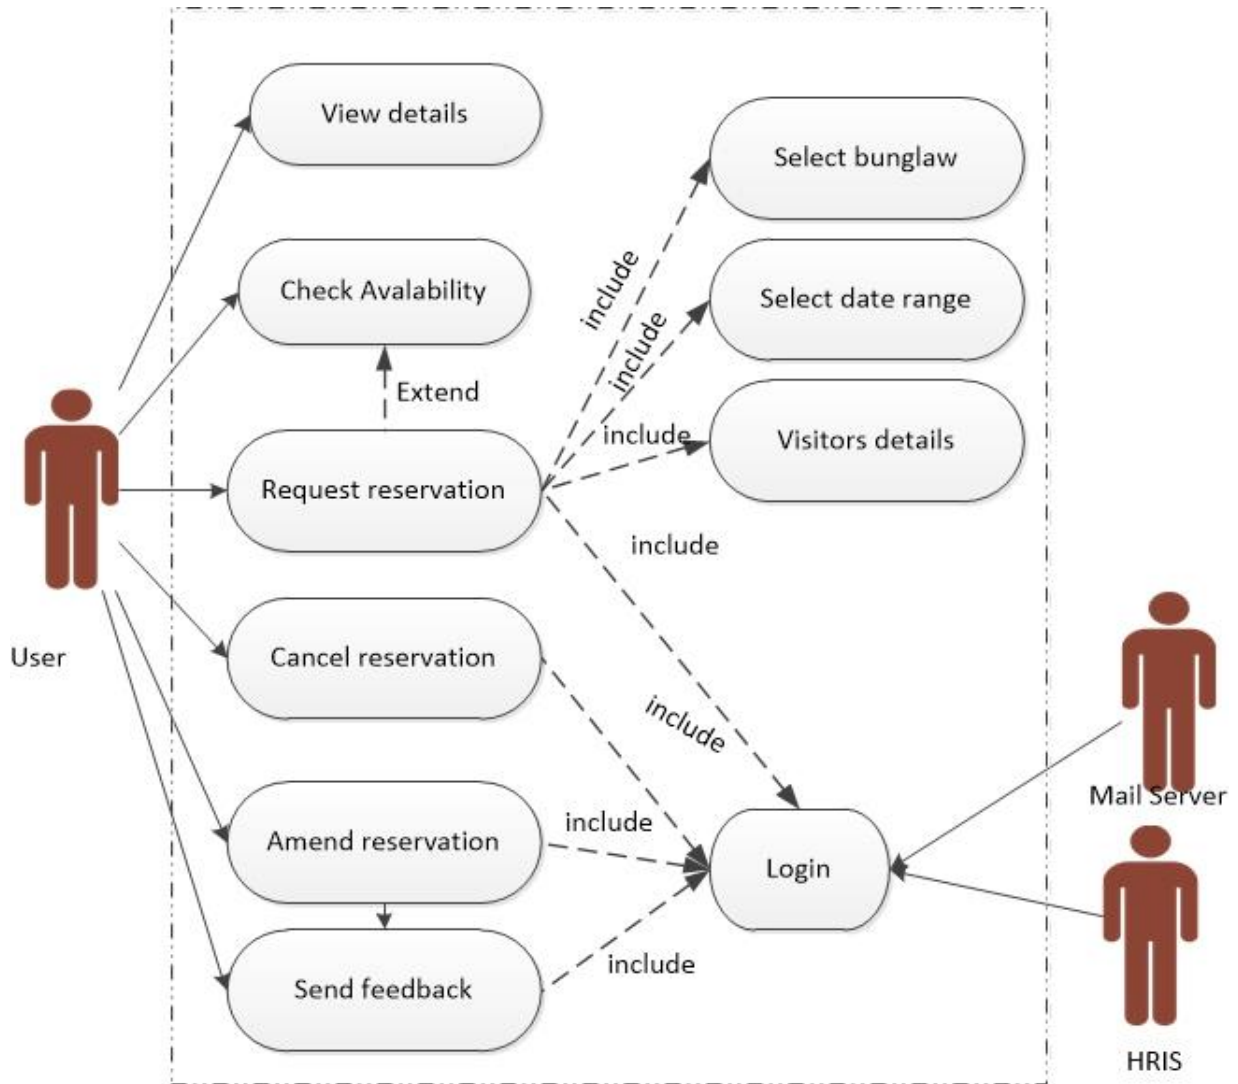 View details
Select bunglaw
Check Avalability
include
Select date range
include
Extend
include
Visitors details
Request reservation
include
User
Cancel reservation
include
Mail Server
Amend reservation
include
Login
Send feedback
include
HRIS